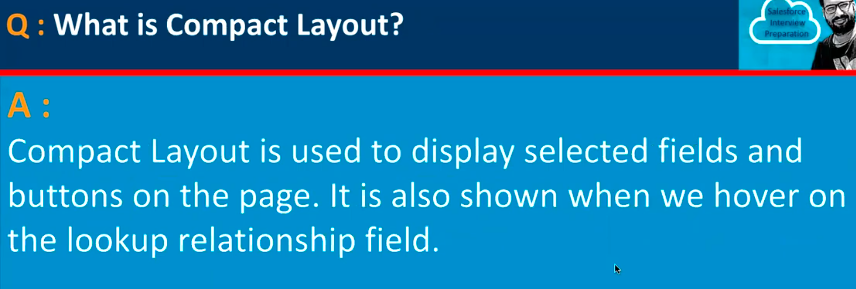 Q : What is Compact Layout?
Salesforce
Interview
Preparation
A :
Compact Layout is used to display selected fields and
buttons on the page. It is also shown when we hover on
the lookup relationship field.